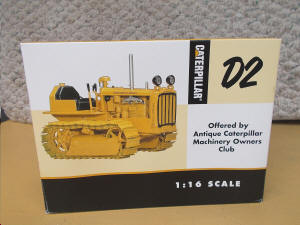 CATERPILLAR
D2
Offered by
Antique Caterpillar
Machinery Owners
Club
1:16 SCALE